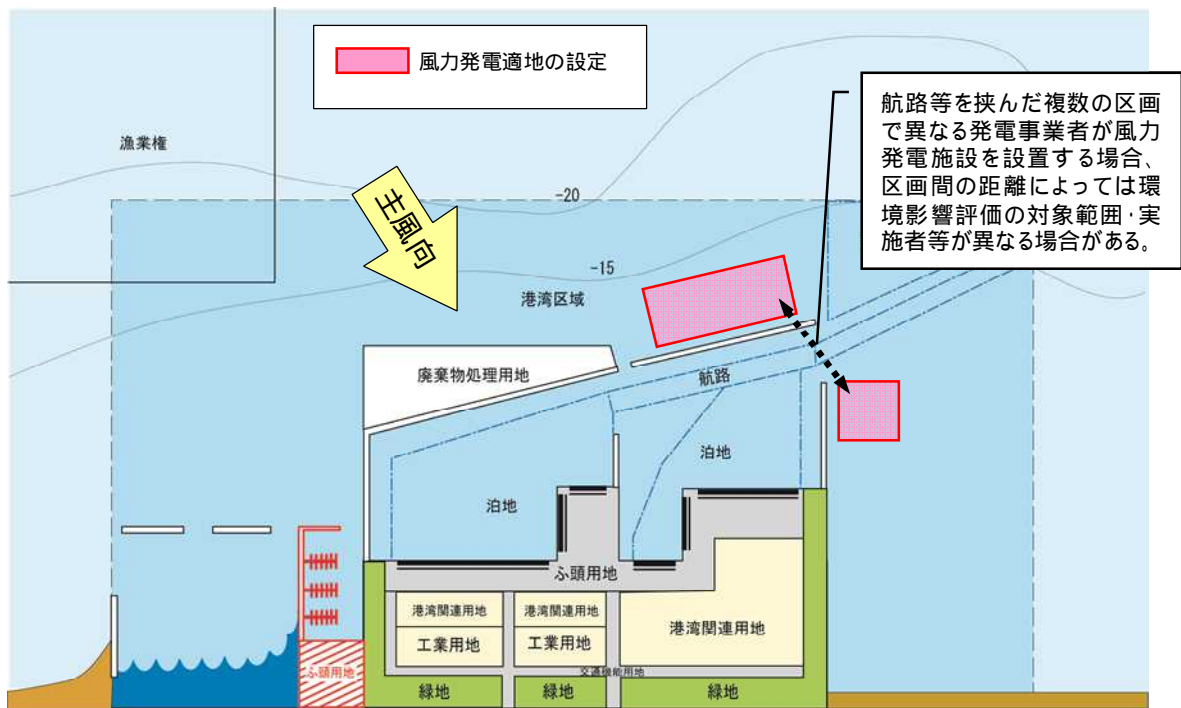 風力発電適地の設定
航路等を挟んだ複数の区画
で異なる発電事業者が風力
発電施設を設置する場合、
区画間の距離によっては環
境影響評価の対象範囲・実
施者等が異なる場合がある。
漁業権
主風向
-20
-15
港湾区域
廃棄物処理用地
航路
泊地
泊地
ふ頭用地
港湾関連用地
港湾関連用地
港湾関連用地
工業用地
工業用地
交通機能用地
ふ頭用地
緑地
緑地
緑地